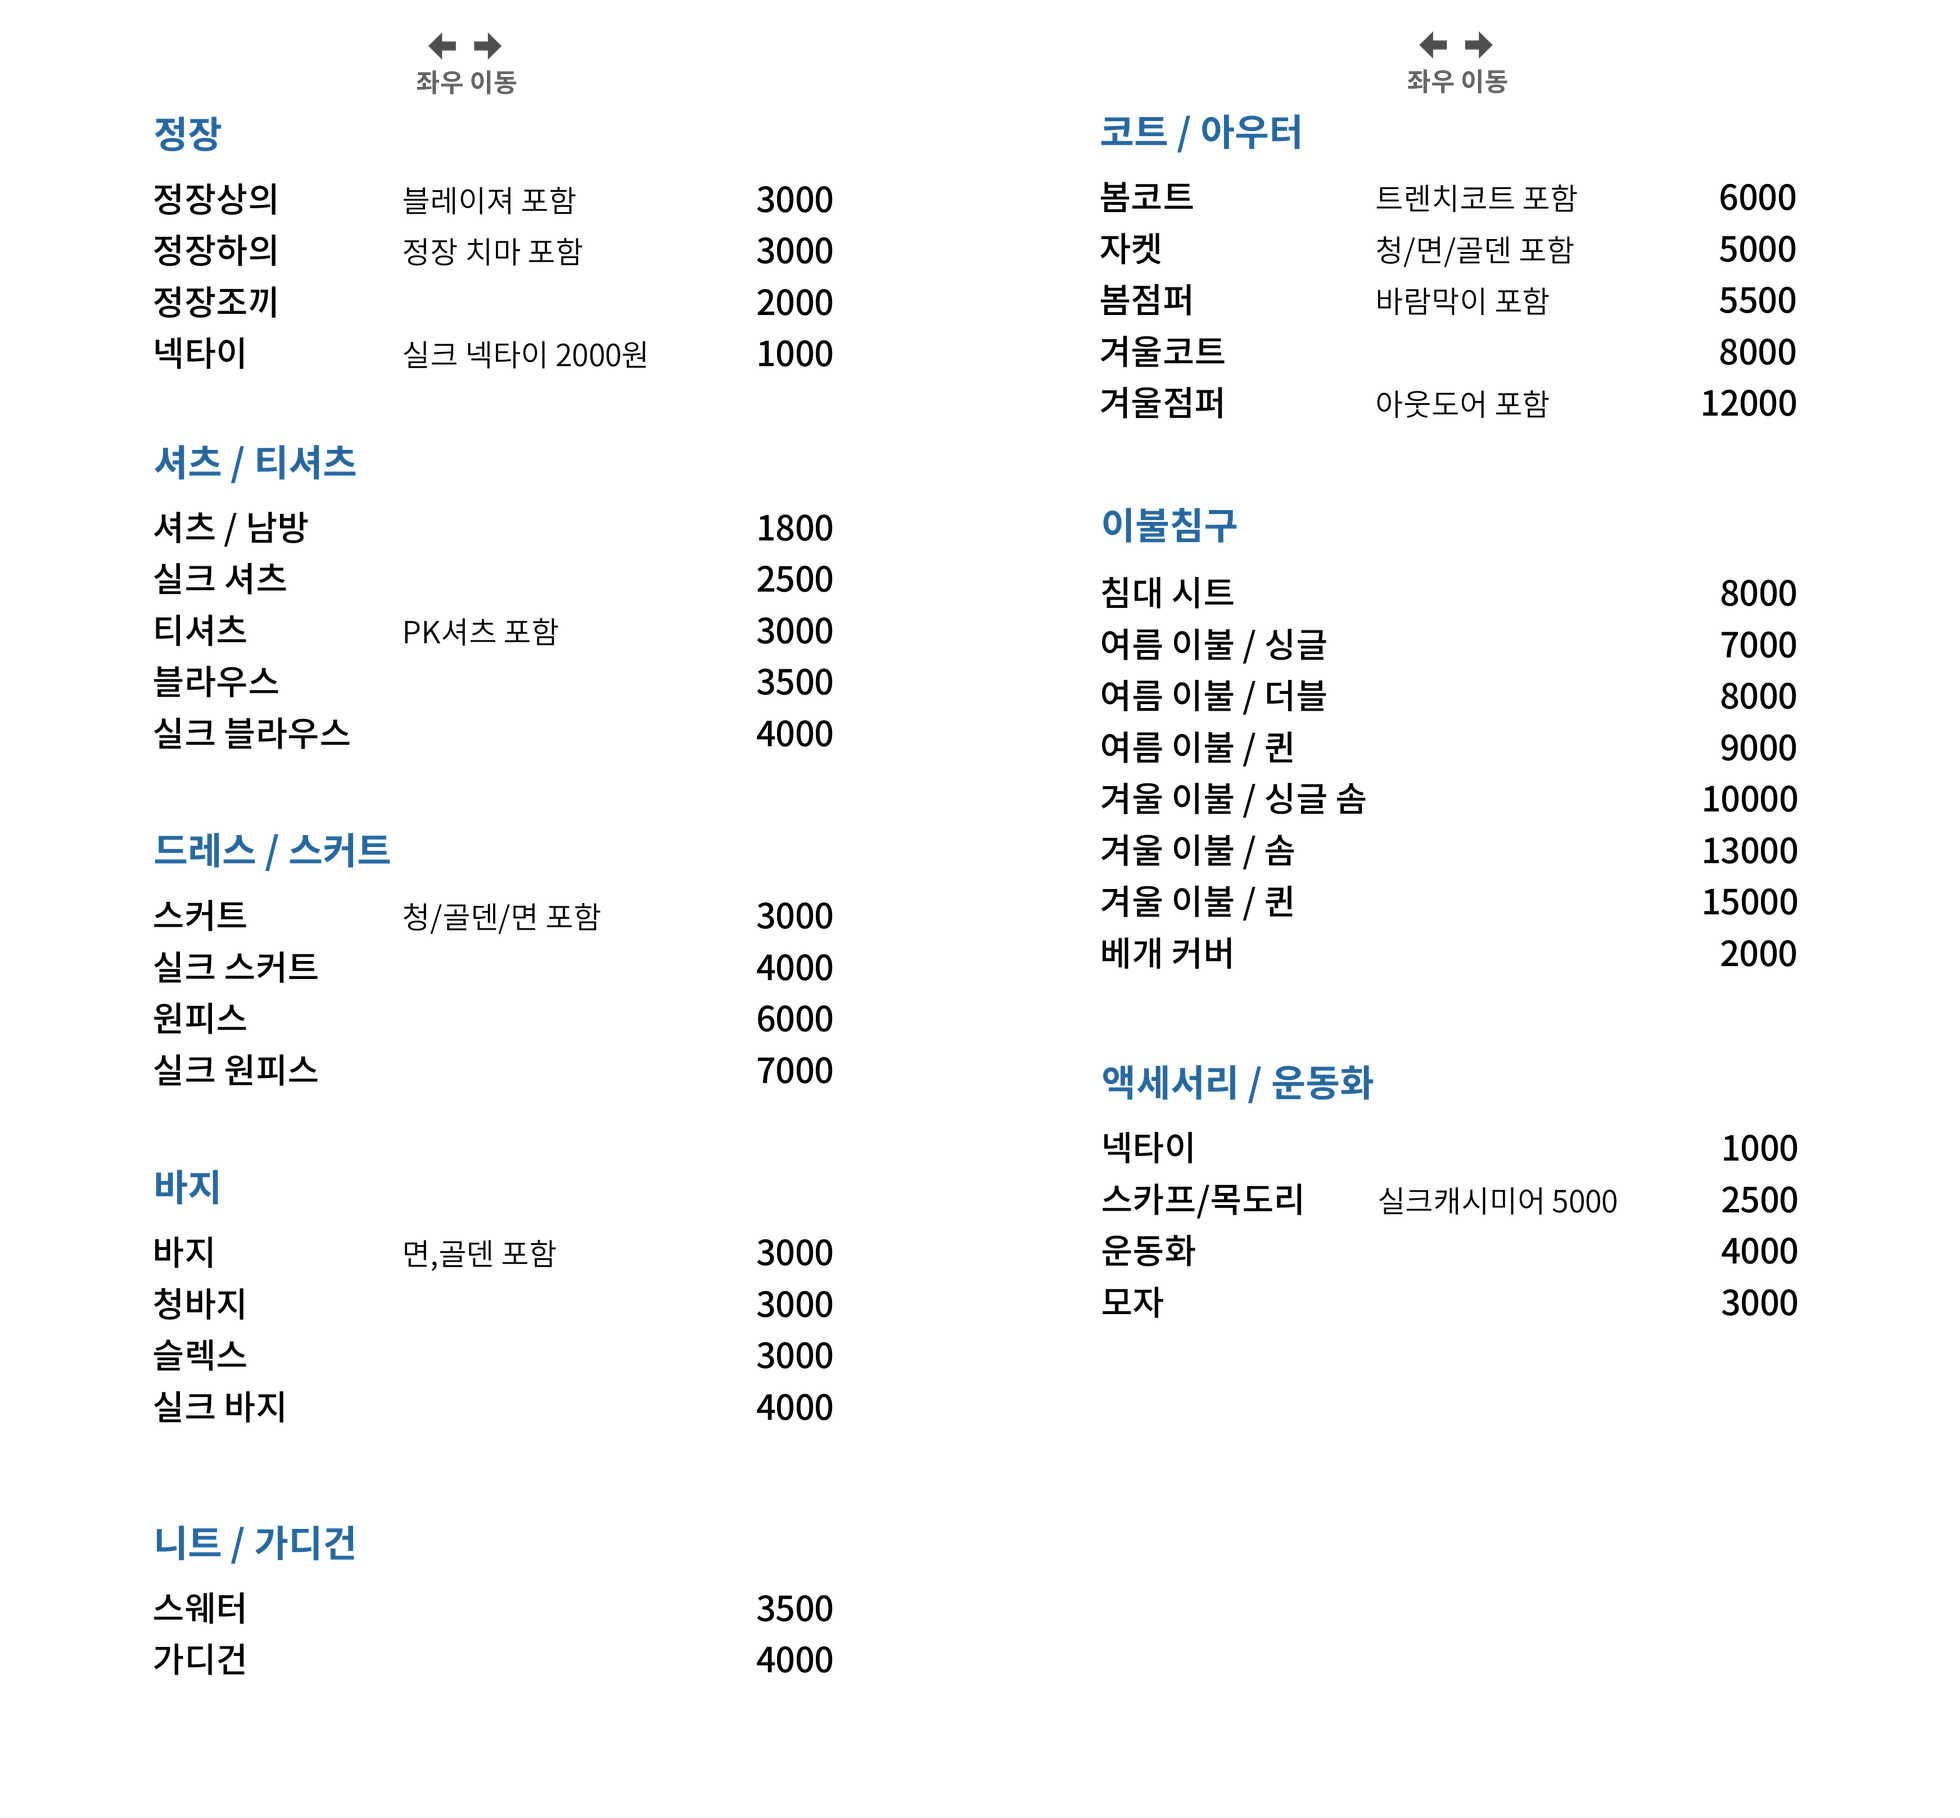 좌우 이동
정장
정장상의 블레이져 포함 3000
정장하의 정장 치마 포함 3000
정장조끼 2000
넥타이 실크 넥타이 2000원 1000
셔츠 / 티셔츠
셔츠 / 남방 1800
실크 셔츠 2500
티셔츠 PK셔츠 포함 3000
블라우스 3500
실크 블라우스 4000
드레스 / 스커트
스커트 청/골덴/면 포함 3000
실크 스커트 4000
원피스 6000
실크 원피스 7000
바지
바지 면,골덴 포함 3000
청바지 3000
슬렉스 3000
실크 바지 4000
니트 / 가디건
스웨터 3500
가디건 4000
좌우 이동
코트 / 아우터
봄코트 트렌치코트 포함 6000
자켓 청/면/골덴 포함 5000
봄점퍼 바람막이 포함 5500
겨울코트 8000
겨울점퍼 아웃도어 포함 12000
이불침구
침대 시트 8000
여름 이불 / 싱글 7000
여름 이불 / 더블 8000
여름 이불 / 퀸 9000
겨울 이불 / 싱글 솜 10000
겨울 이불 / 솜 13000
겨울 이불 / 퀸 15000
베개 커버 2000
액세서리 / 운동화
넥타이 1000
스카프/목도리 실크캐시미어 5000 2500
운동화 4000
모자 3000